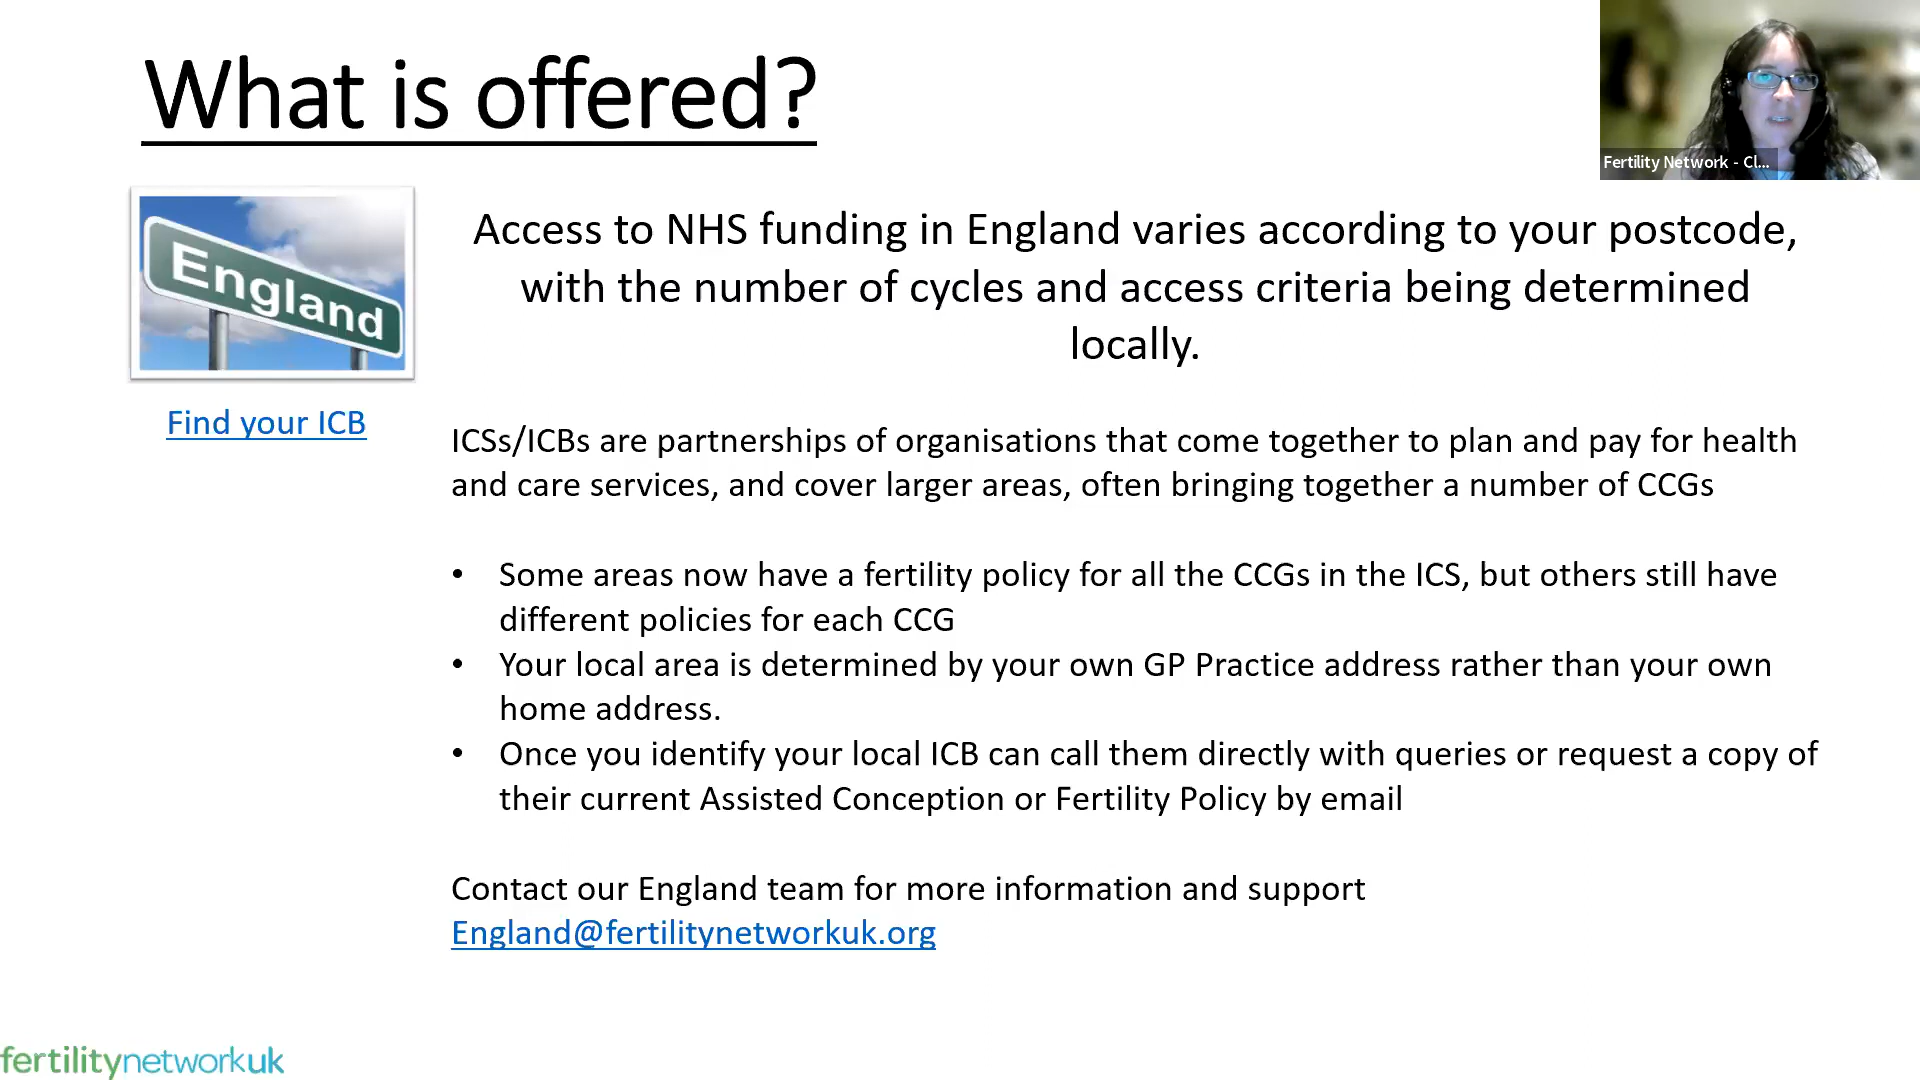 What is offered?
Fertility Network - Cl...
England
Find your ICB
Access to NHS funding in England varies according to your postcode,
with the number of cycles and access criteria being determined
locally.
ICSs/ICBs are partnerships of organisations that come together to plan and pay for health
and care services, and cover larger areas, often bringing together a number of CCGs
• Some areas now have a fertility policy for all the CCGs in the ICS, but others still have
different policies for each CCG
• Your local area is determined by your own GP Practice address rather than your own
home address.
• Once you identify your local ICB can call them directly with queries or request a copy of
their current Assisted Conception or Fertility Policy by email
Contact our England team for more information and support
England@fertilitynetworkuk.org
fertilitynetworkuk